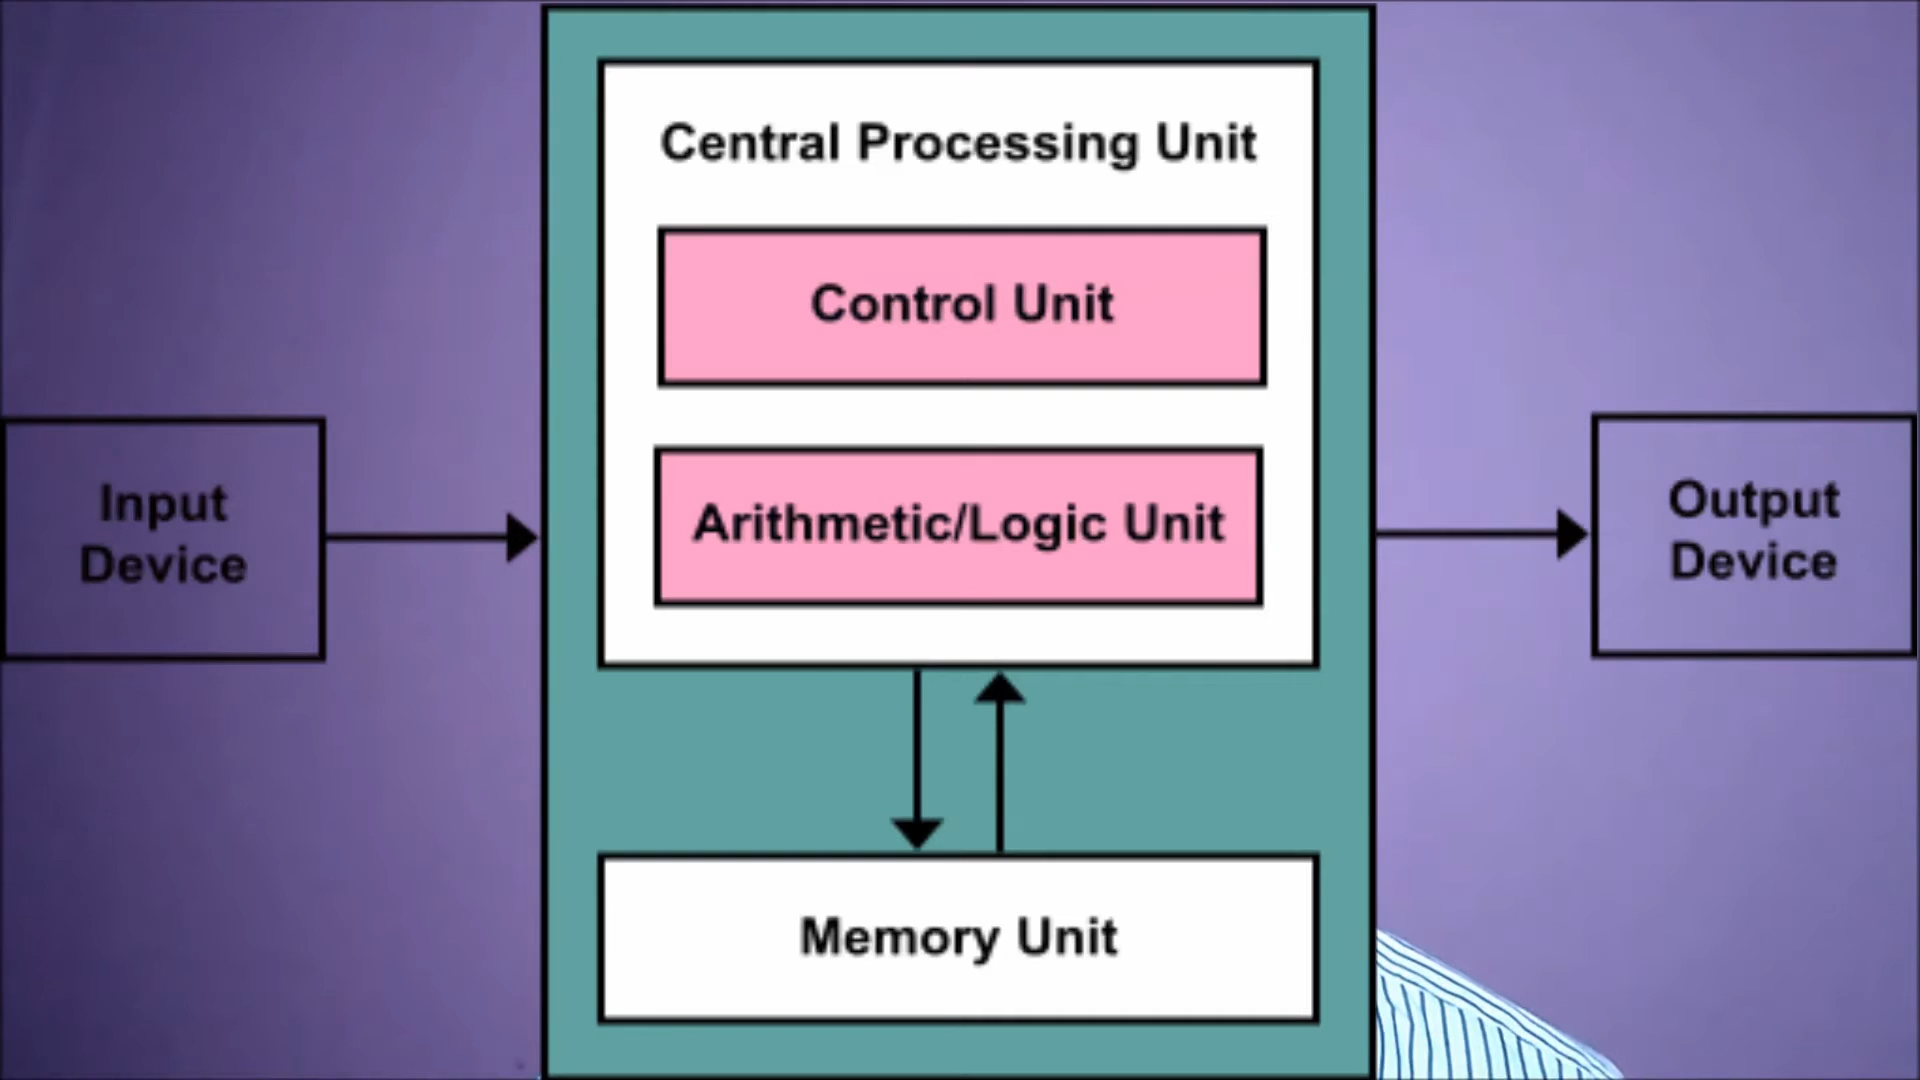 Central Processing Unit
Control Unit
Arithmetic/Logic Unit
Input
Device
Output
Device
Memory Unit